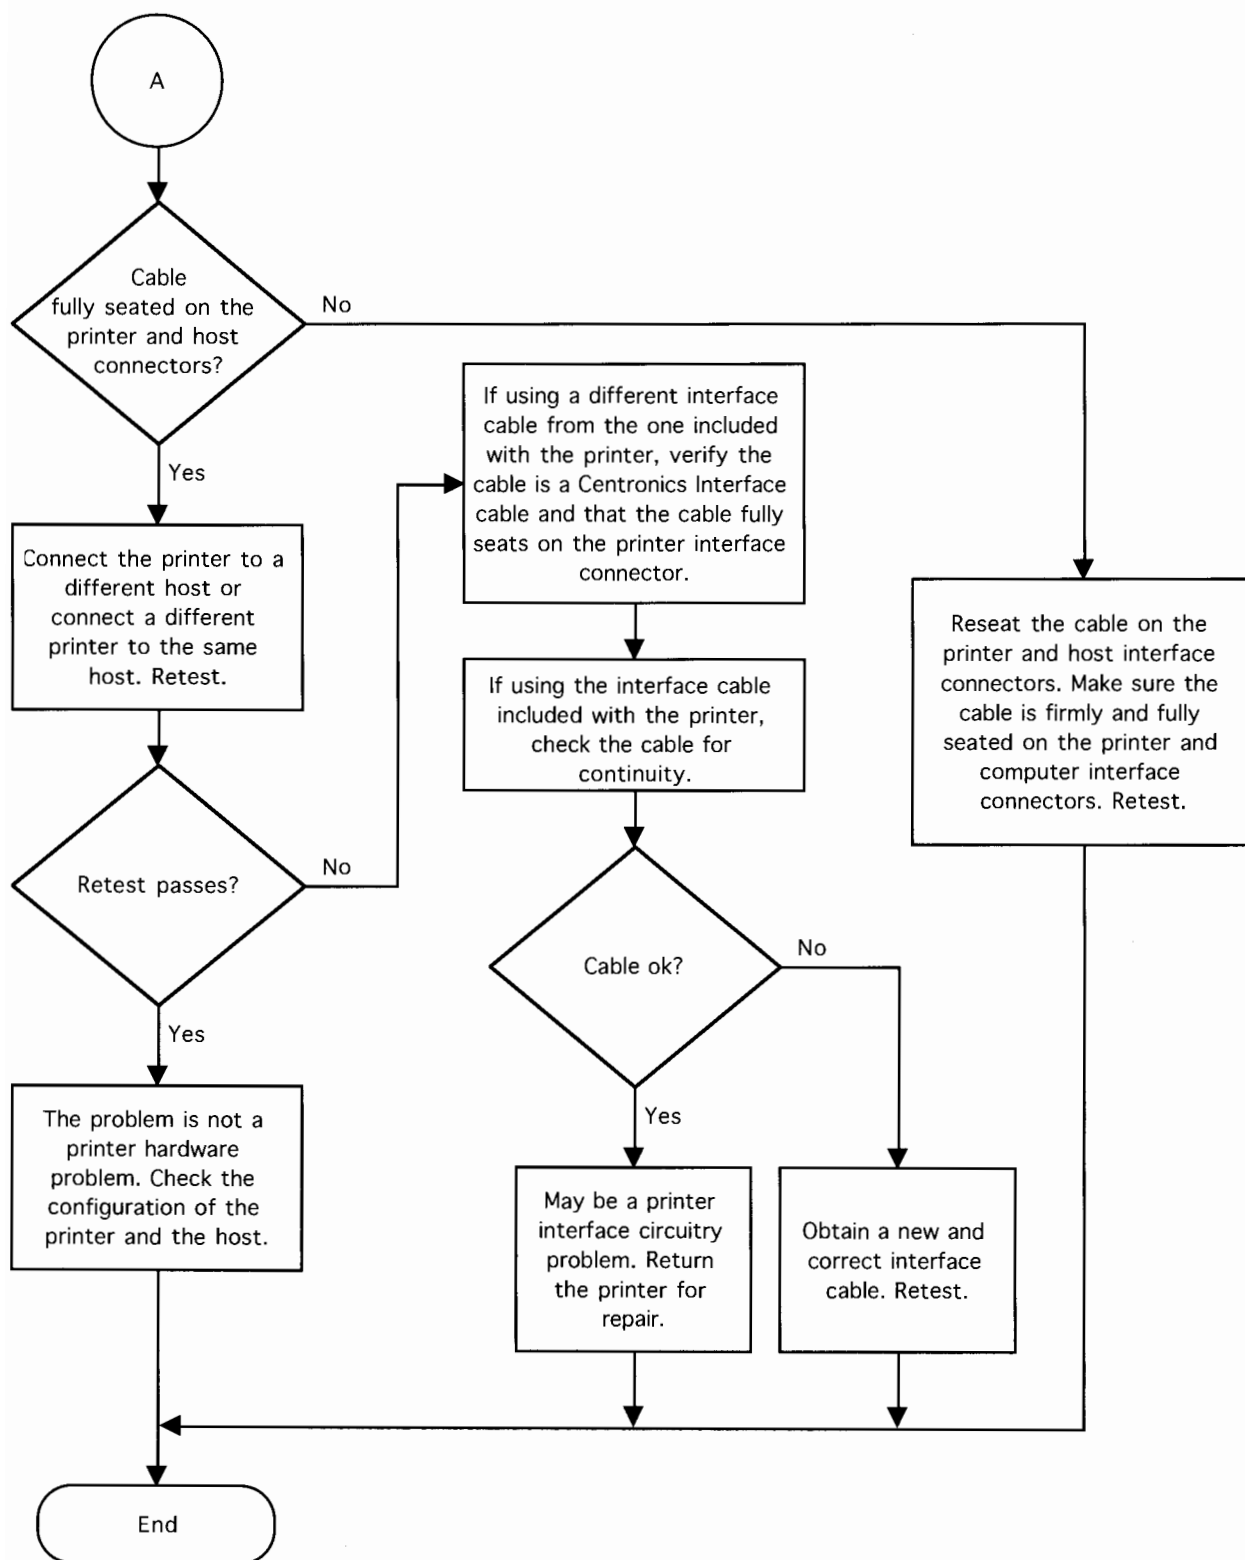 A
Cable
fully seated on the
printer and host
connectors?
No
Yes
If using a different interface
cable from the one included
with the printer, verify the
cable is a Centronics Interface
cable and that the cable fully
seats on the printer interface
connector.
Connect the printer to a
different host or
connect a different
printer to the same
host. Retest.
Reseat the cable on the
printer and host interface
connectors. Make sure the
cable is firmly and fully
seated on the printer and
computer interface
connectors. Retest.
If using the interface cable
included with the printer,
check the cable for
continuity.
Retest passes?
No
Yes
Cable ok?
No
Yes
The problem is not a
printer hardware
problem. Check the
configuration of the
printer and the host.
May be a printer
interface circuitry
problem. Return
the printer for
repair.
Obtain a new and
correct interface
cable. Retest.
End